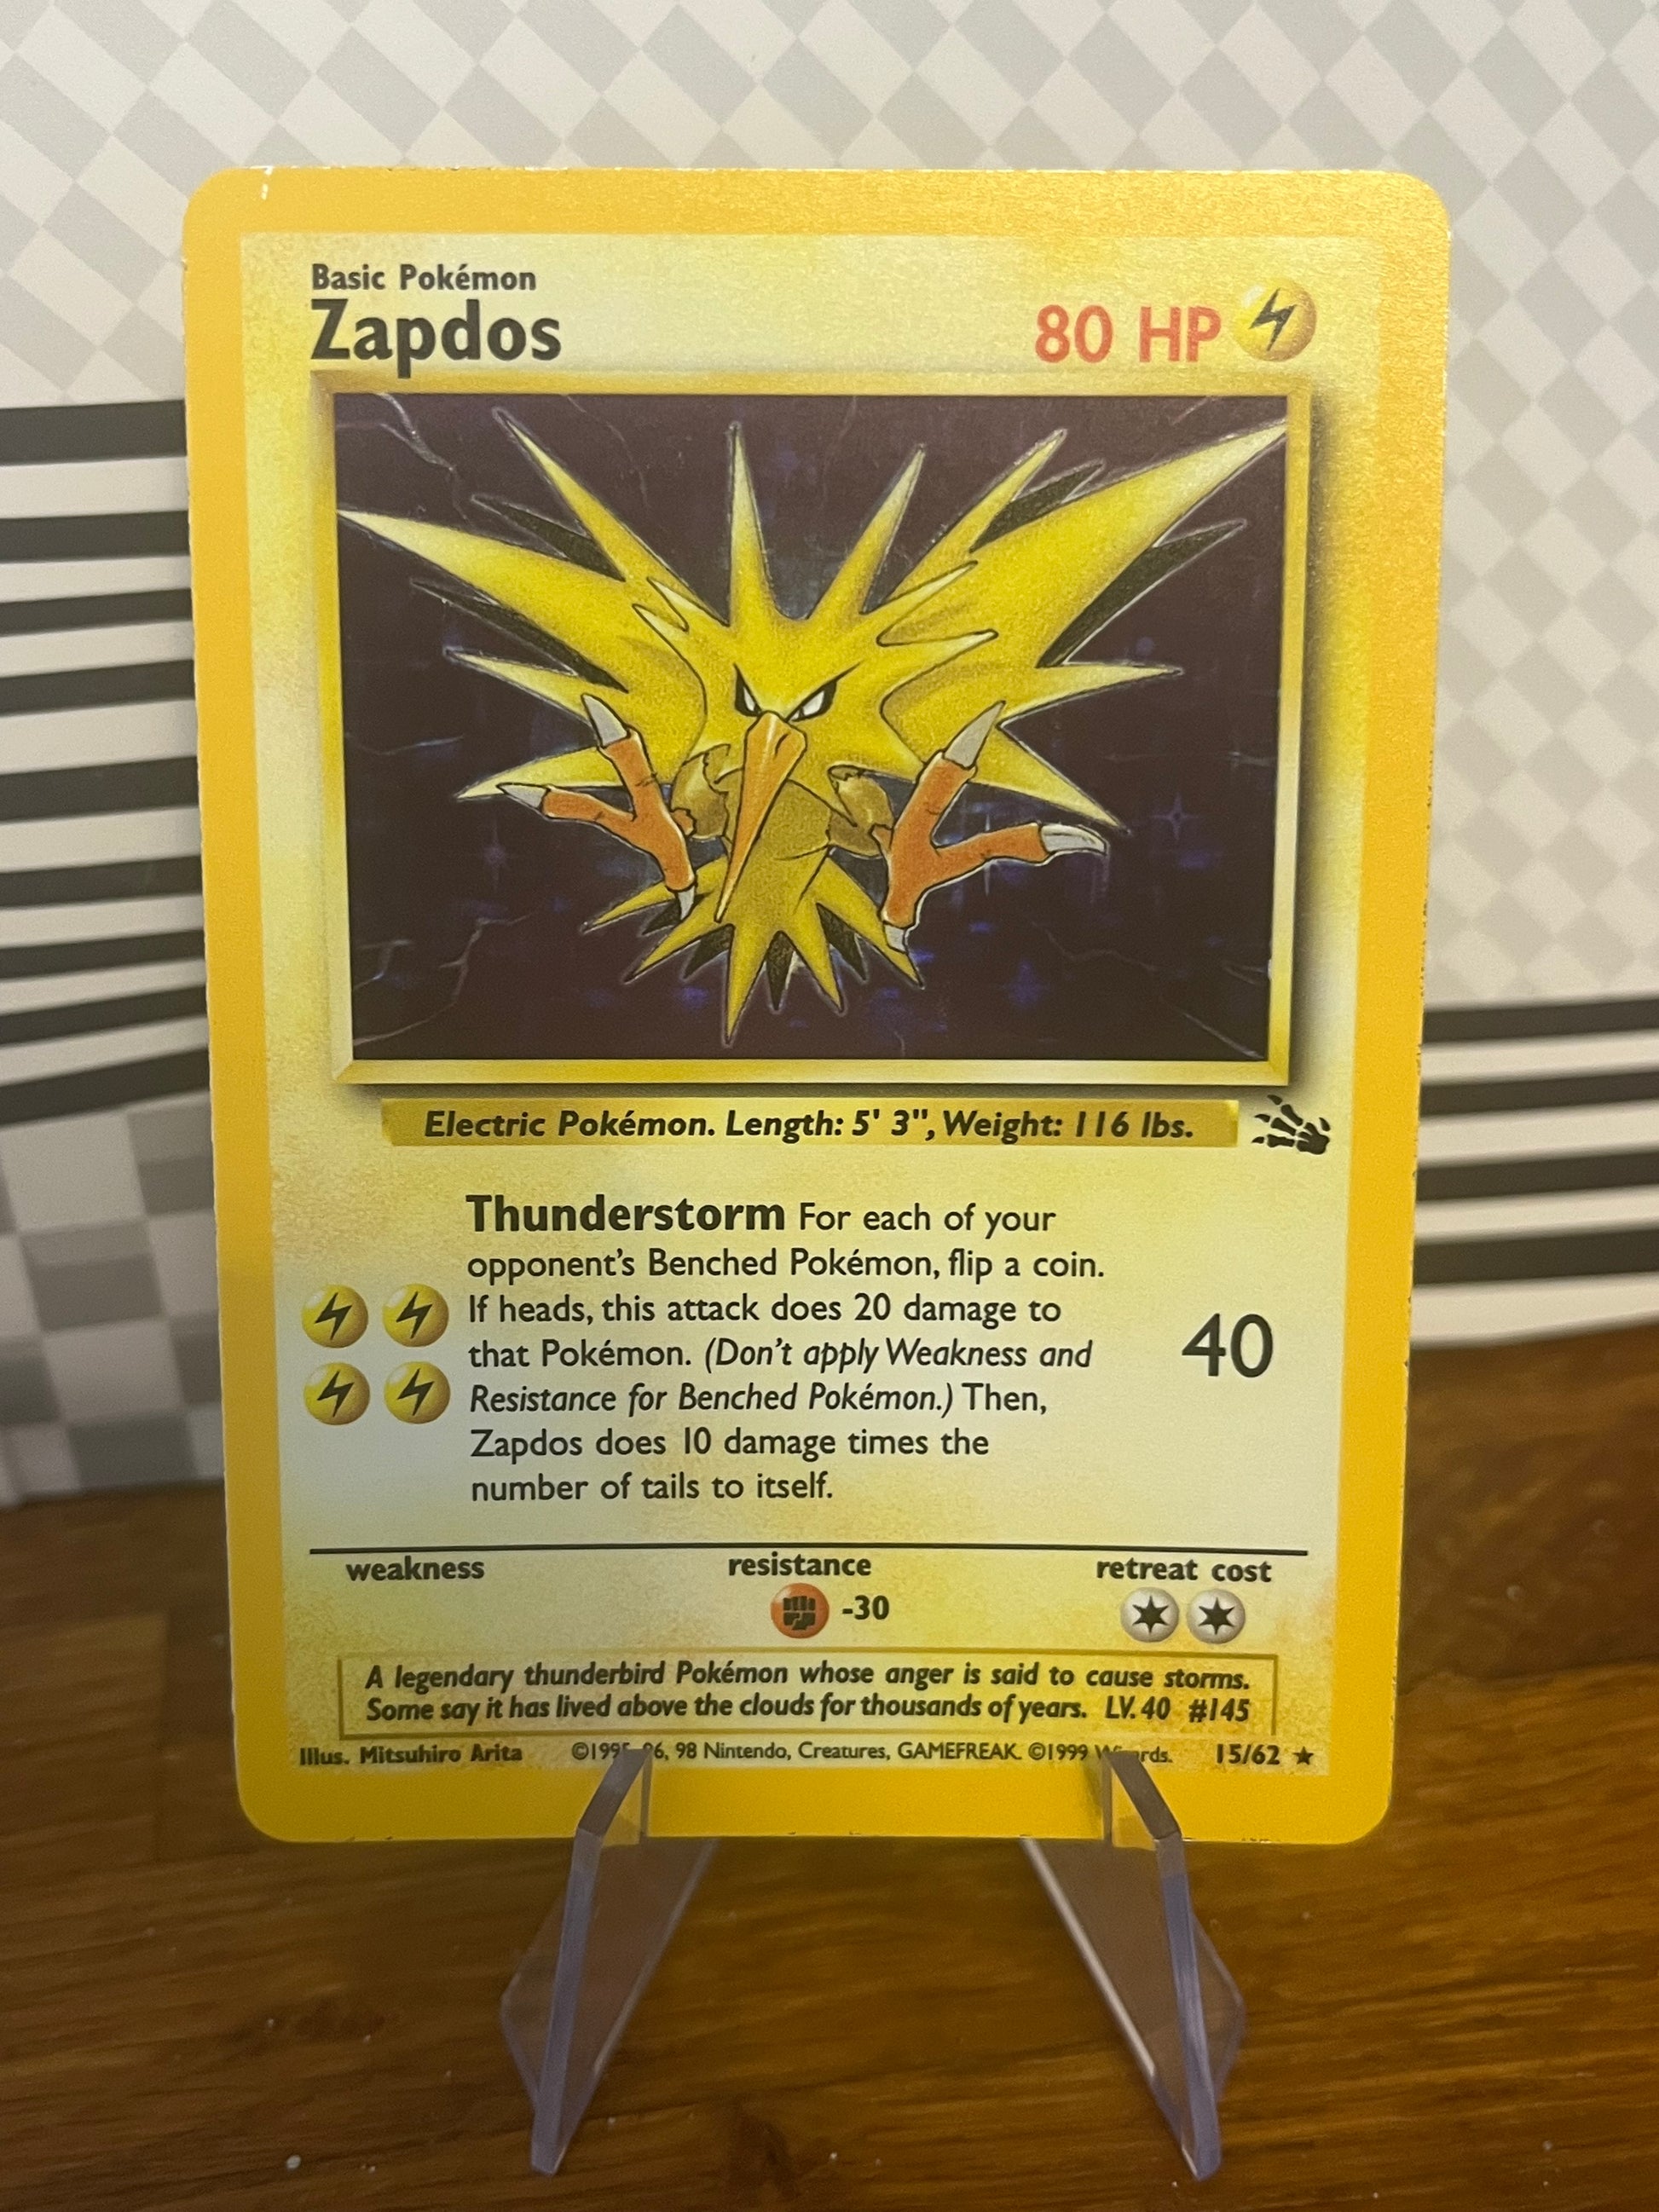 Basic Pokémon
Zapdos
80 HP
Electric Pokémon. Length: 5' 3", Weight: 116 lbs.
Thunderstorm For each of your
opponent's Benched Pokémon, flip a coin.
If heads, this attack does 20 damage to
that Pokémon. (Don't apply Weakness and
Resistance for Benched Pokémon.) Then,
Zapdos does 10 damage times the
number of tails to itself.
40
weakness
resistance
retreat cost
-30
A legendary thunderbird Pokémon whose anger is said to cause storms.
Some say it has lived above the clouds for thousands of years. LV. 40 #145
Illus. Mitsuhiro Arita ©1995, 96, 98 Nintendo, Creatures, GAMEFREAK. ©1999 Wizards. 15/62 ★